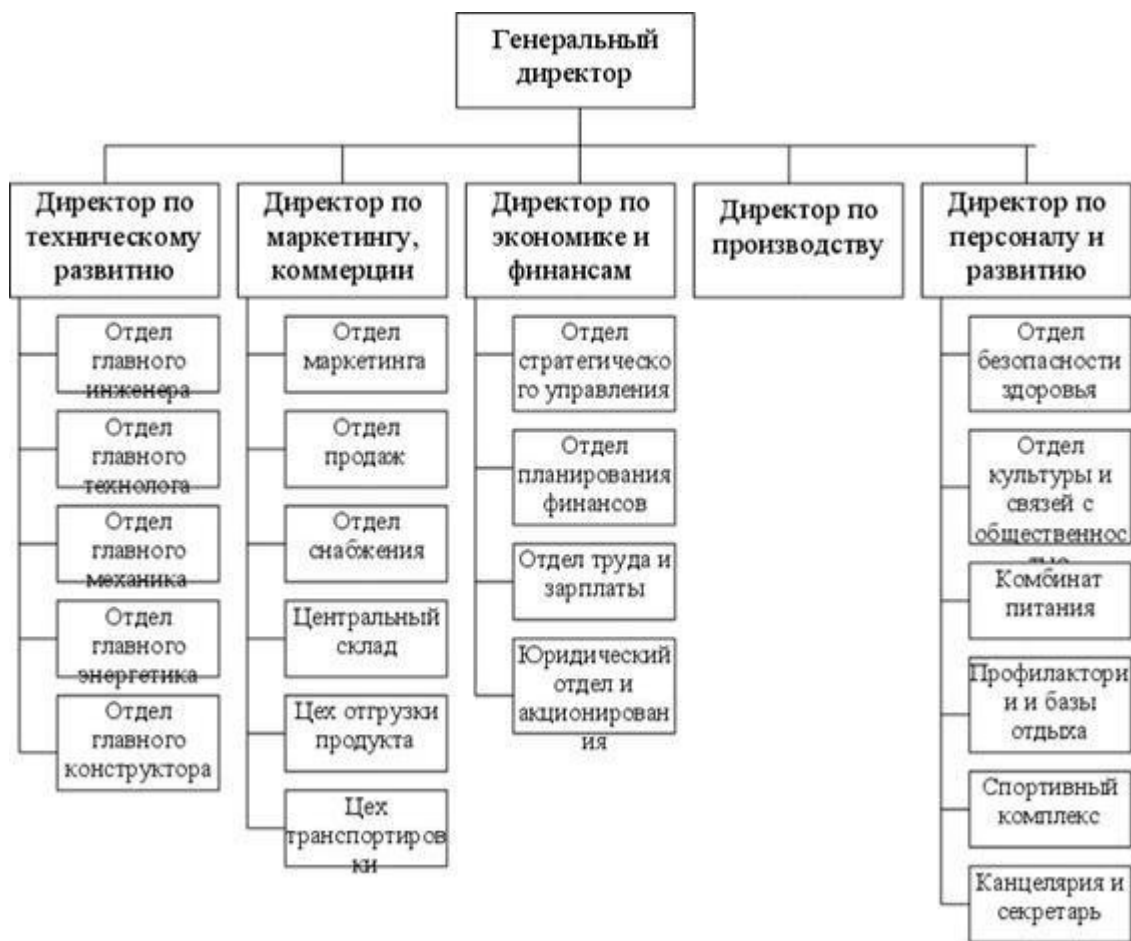 Генеральный
директор
Директор по
техническому
развитию
Директор по
маркетингу,
коммерции
Директор по
экономике и
финансам
Директор по
производству
Директор по
персоналу и
развитию
Отдел
главного
инженера
Отдел
главного
технолога
Отдел
главного
механика
Отдел
главного
энергетика
Отдел
главного
конструктора
Отдел
маркетинга
Отдел
продаж
Отдел
снабжения
Центральный
склад
Цех отгрузки
продукта
Цех
транспортиров
ки
Отдел
стратегическо
го управления
Отдел
планирования
финансов
Отдел труда и
зарплаты
Юридический
отдел и
акционирован
ия
Отдел
безопасности
здоровья
Отдел
культуры и
связей с
общественнос
тью
Комбинат
питания
Профилактори
и и базы
отдыха
Спортивный
комплекс
Канцелярия и
секретарь